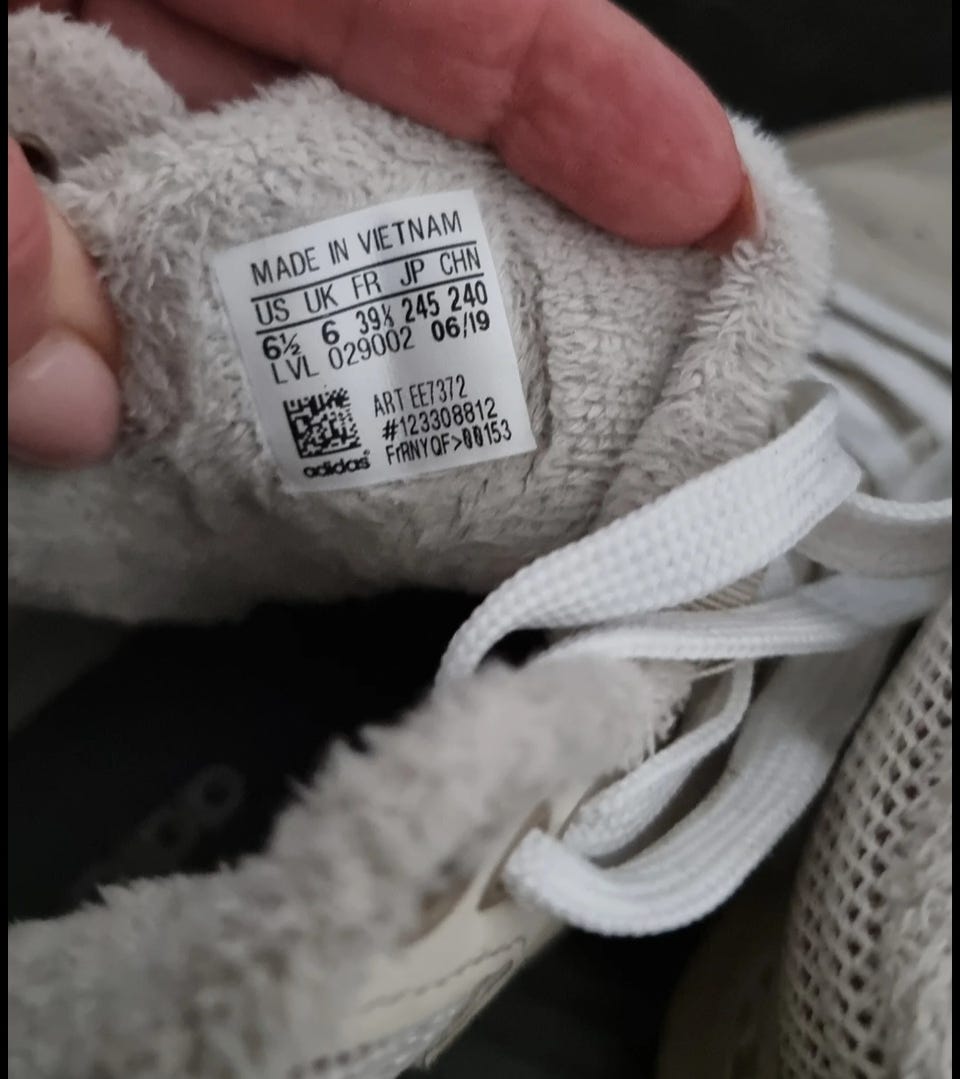 MADE IN VIETNAM
US UK FR JP CHN
6½ 6 39⅓ 245 240
LVL 029002 06/19
ART EE7372
#123308812
FrRNYQF>00153
adidas